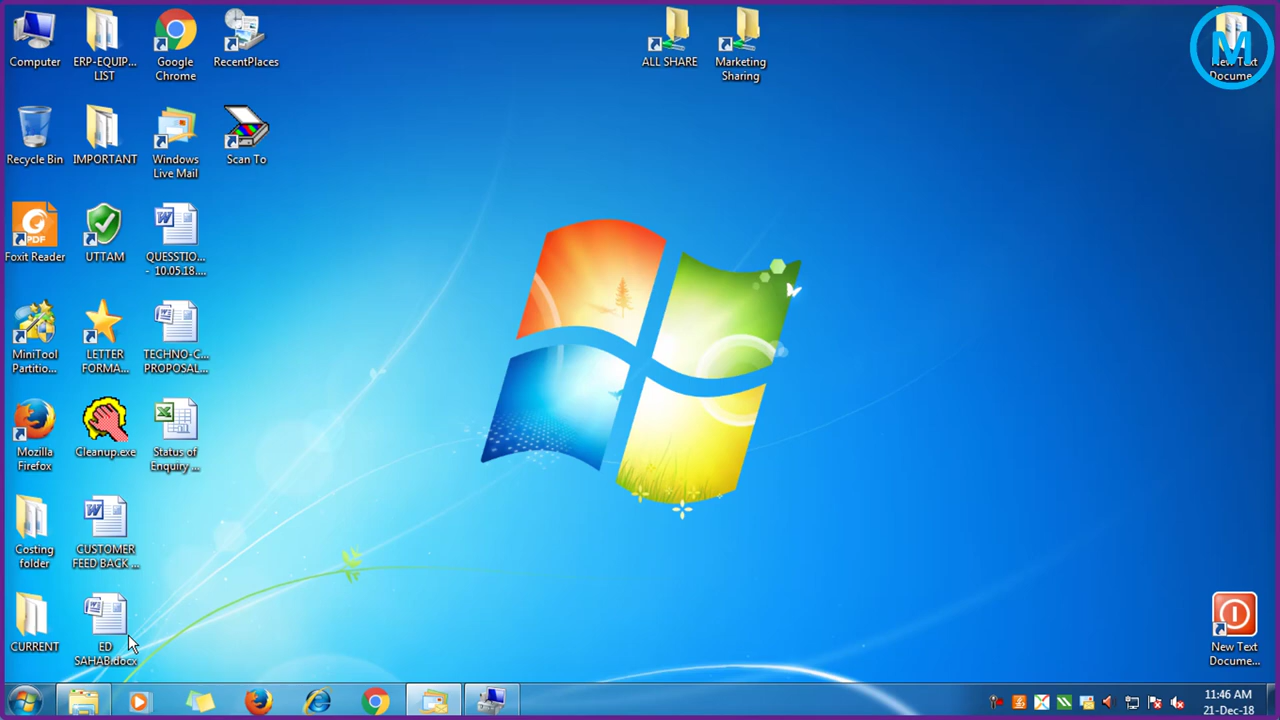 Computer
ERP-EQUIP...
LIST
Google
Chrome
RecentPlaces
ALL SHARE
Marketing
Sharing
M
New Text
Docume...
Recycle Bin
IMPORTANT
Windows
Live Mail
Scan To
PDF
Foxit Reader
UTTAM
QUESSTIO...
- 10.05.18....
MiniTool
Partitio...
LETTER
FORMA...
TECHNO-C...
PROPOSAL...
Mozilla
Firefox
Cleanup.exe
Status of
Enquiry ...
Costing
folder
CUSTOMER
FEED BACK ...
CURRENT
ED
SAHAB.docx
New Text
Docume...
11:46 AM
21-Dec-18